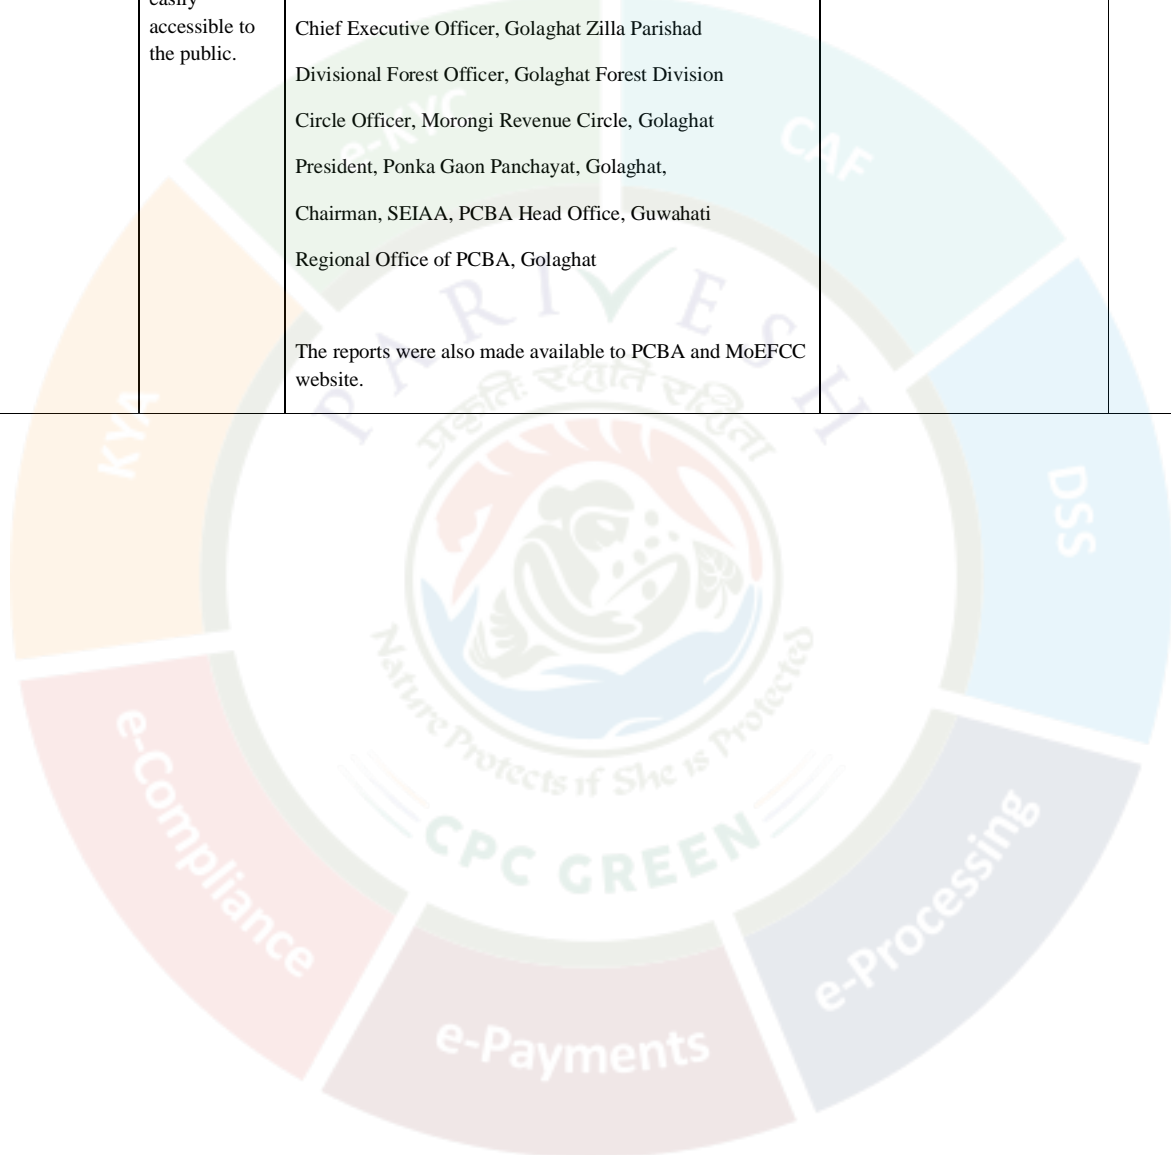 easily
accessible to
the public.
Chief Executive Officer, Golaghat Zilla Parishad
Divisional Forest Officer, Golaghat Forest Division
Circle Officer, Morongi Revenue Circle, Golaghat
President, Ponka Gaon Panchayat, Golaghat,
Chairman, SEIAA, PCBA Head Office, Guwahati
Regional Office of PCBA, Golaghat
The reports were also made available to PCBA and MoEFCC
website.
e-KYC
CAF
KYA
DSS
PARIVESH
प्रकृतिः रक्षति रक्षिता
Nature Protects if She is Protected
CPC GREEN
e-Compliance
e-Processing
e-Payments